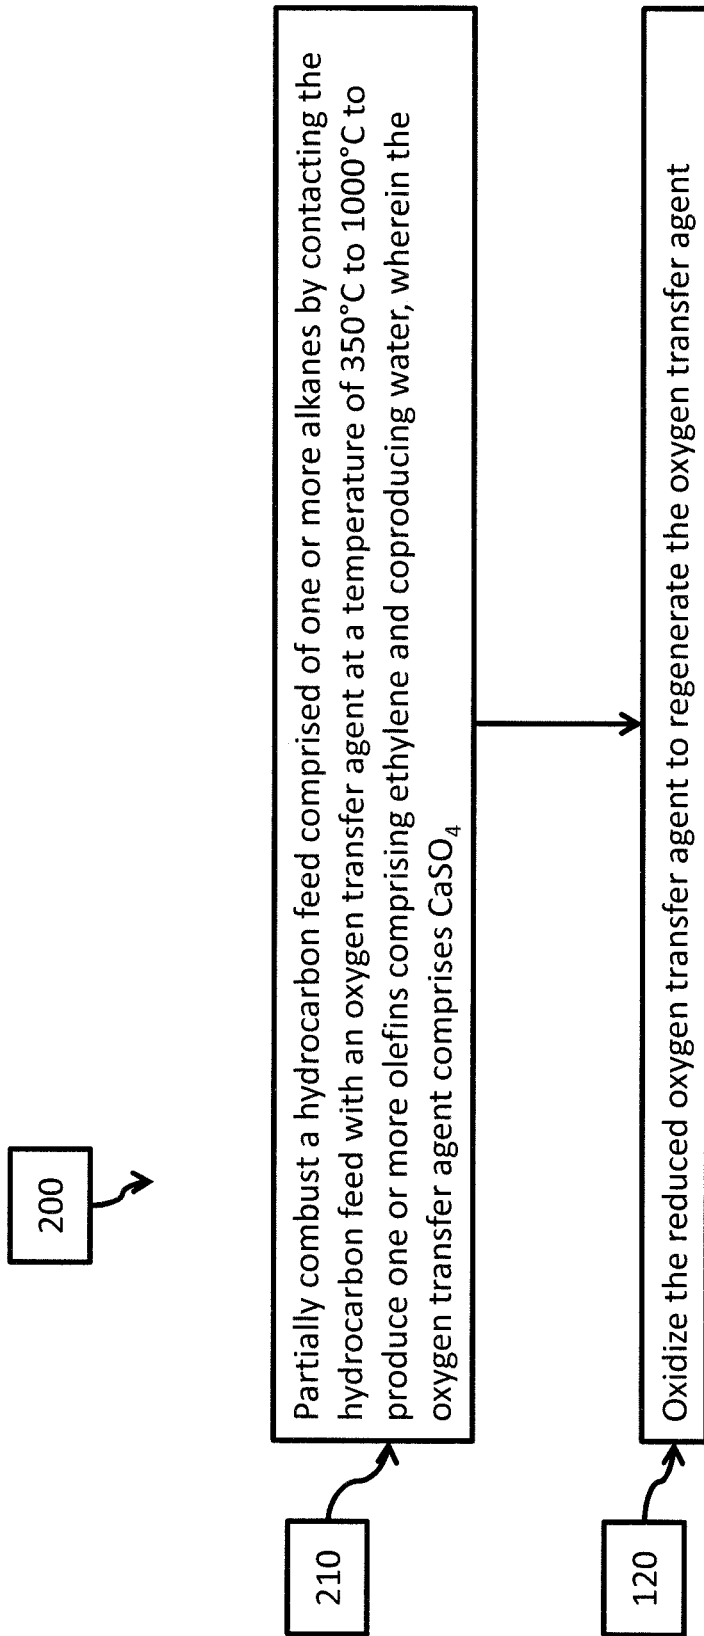 200
210
Partially combust a hydrocarbon feed comprised of one or more alkanes by contacting the
hydrocarbon feed with an oxygen transfer agent at a temperature of 350°C to 1000°C to
produce one or more olefins comprising ethylene and coproducing water, wherein the
oxygen transfer agent comprises CaSO₄
120
Oxidize the reduced oxygen transfer agent to regenerate the oxygen transfer agent